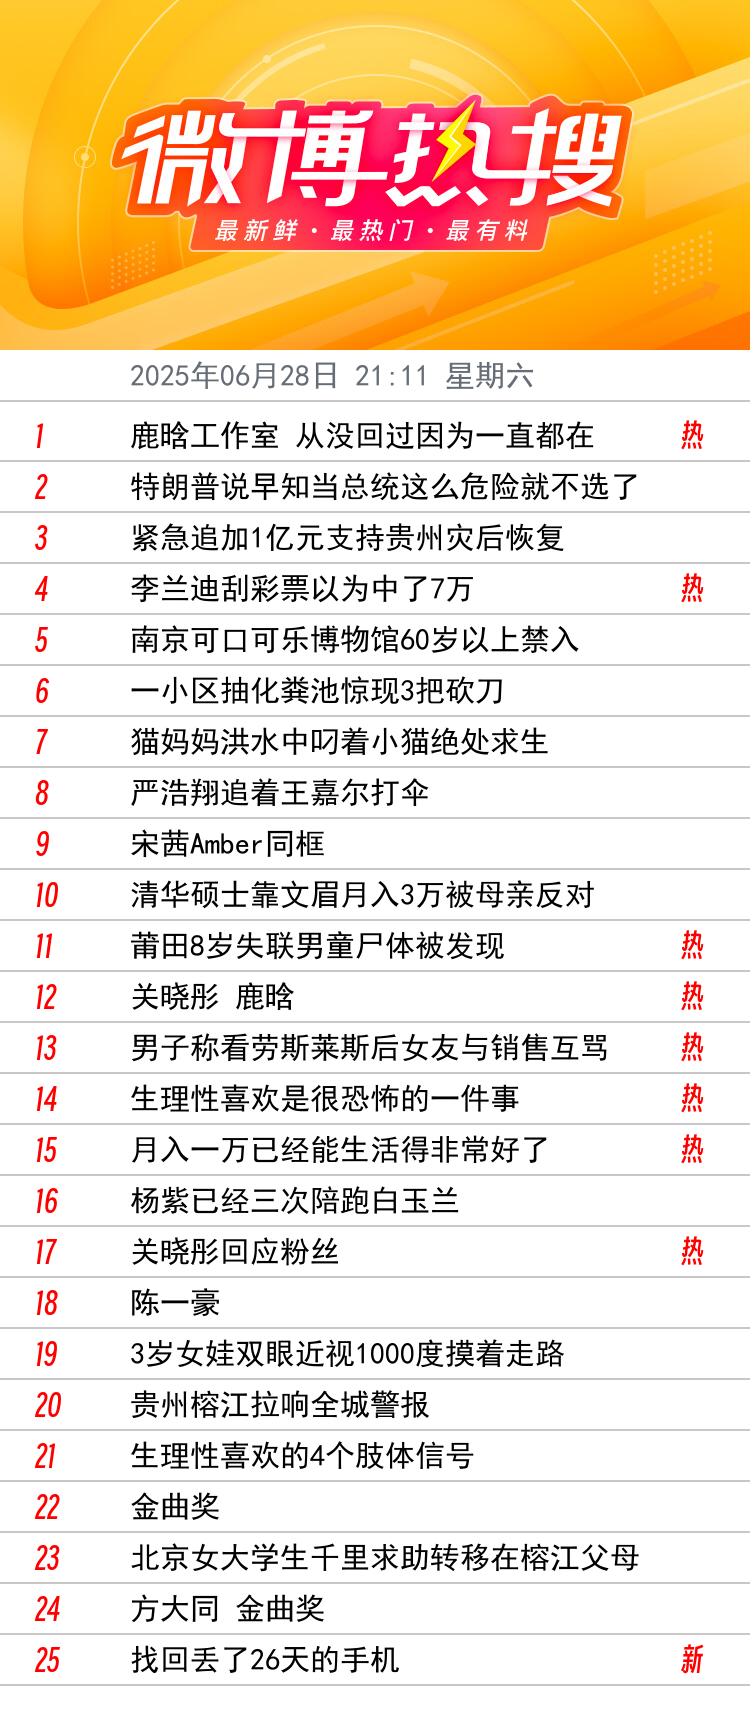 微博热搜
最新鲜·最热门·最有料
2025年06月28日 21:11 星期六
1 鹿晗工作室 从没回过因为一直都在 热
2 特朗普说早知当总统这么危险就不选了
3 紧急追加1亿元支持贵州灾后恢复
4 李兰迪刮彩票以为中了7万 热
5 南京可口可乐博物馆60岁以上禁入
6 一小区抽化粪池惊现3把砍刀
7 猫妈妈洪水中叼着小猫绝处求生
8 严浩翔追着王嘉尔打伞
9 宋茜Amber同框
10 清华硕士靠文眉月入3万被母亲反对
11 莆田8岁失联男童尸体被发现 热
12 关晓彤 鹿晗 热
13 男子称看劳斯莱斯后女友与销售互骂 热
14 生理性喜欢是很恐怖的一件事 热
15 月入一万已经能生活得非常好了 热
16 杨紫已经三次陪跑白玉兰
17 关晓彤回应粉丝 热
18 陈一豪
19 3岁女娃双眼近视1000度摸着走路
20 贵州榕江拉响全城警报
21 生理性喜欢的4个肢体信号
22 金曲奖
23 北京女大学生千里求助转移在榕江父母
24 方大同 金曲奖
25 找回丢了26天的手机 新